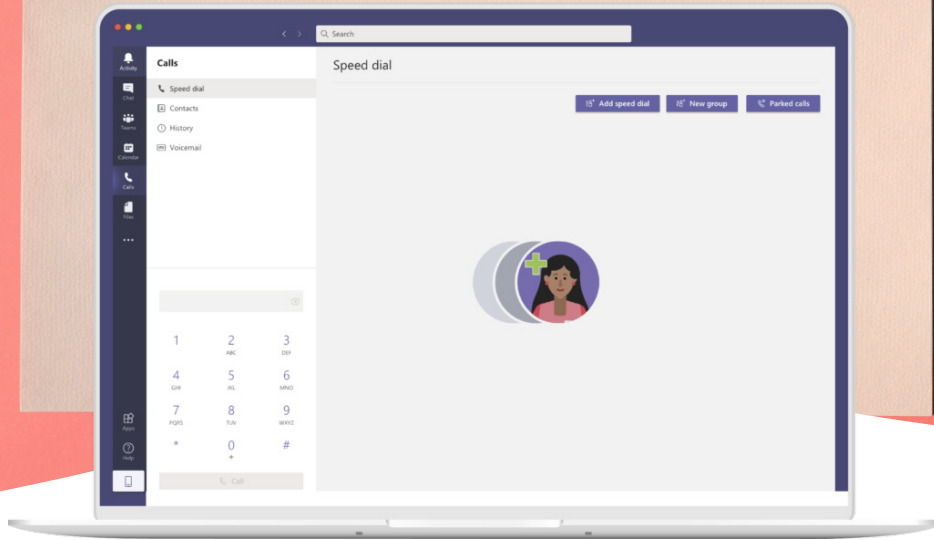 Search
Activity
Calls
Speed dial
Speed dial
Chat
Contacts
Add speed dial
New group
Parked calls
Teams
History
Calendar
Voicemail
Calls
Files
1
2
3
ABC
DEF
4
5
6
GHI
JKL
MNO
7
8
9
PQRS
TUV
WXYZ
Apps
*
0
#
+
Help
Call